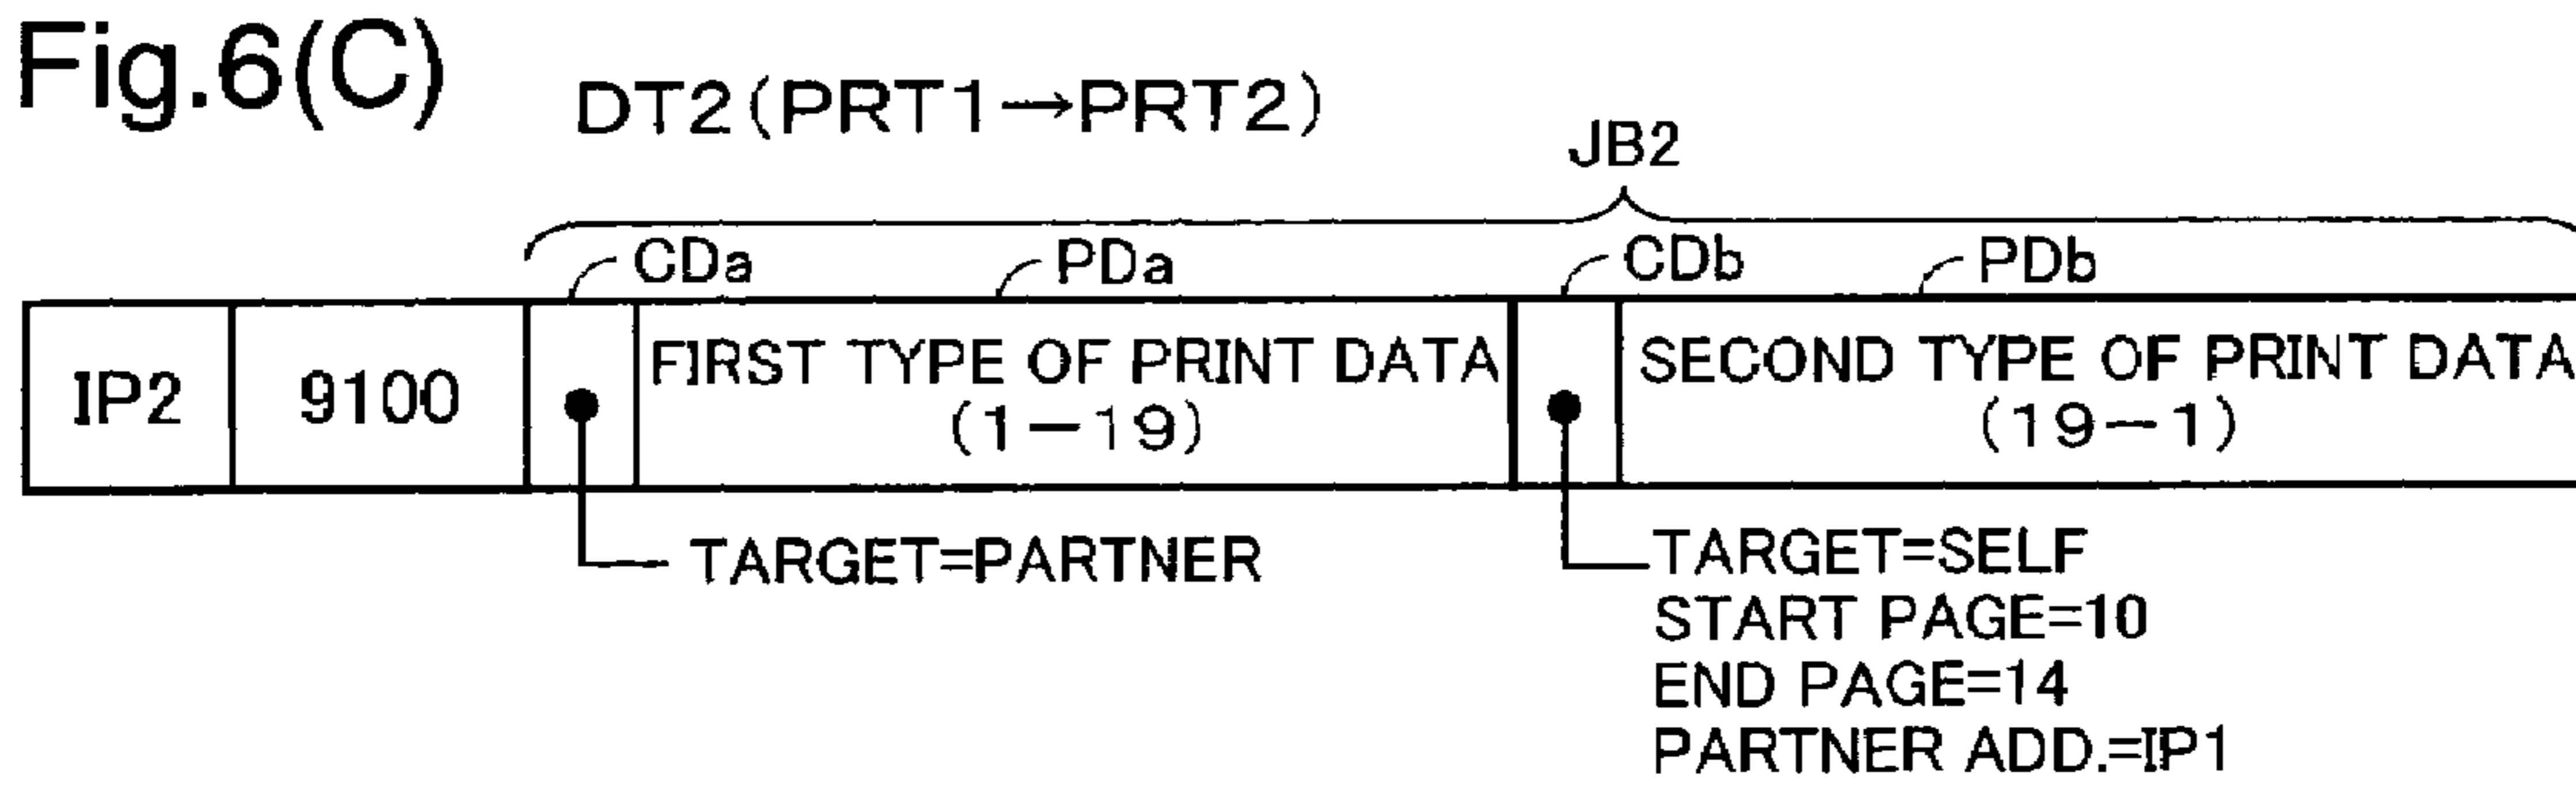 Fig.6(C)
DT2(PRT1→PRT2)
JB2
CDa
PDa
CDb
PDb
IP2
9100
FIRST TYPE OF PRINT DATA
(1-19)
SECOND TYPE OF PRINT DATA
(19-1)
TARGET=PARTNER
TARGET=SELF
START PAGE=10
END PAGE=14
PARTNER ADD.=IP1